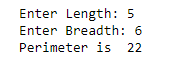 Enter Length: 5
Enter Breadth: 6
Perimeter is  22